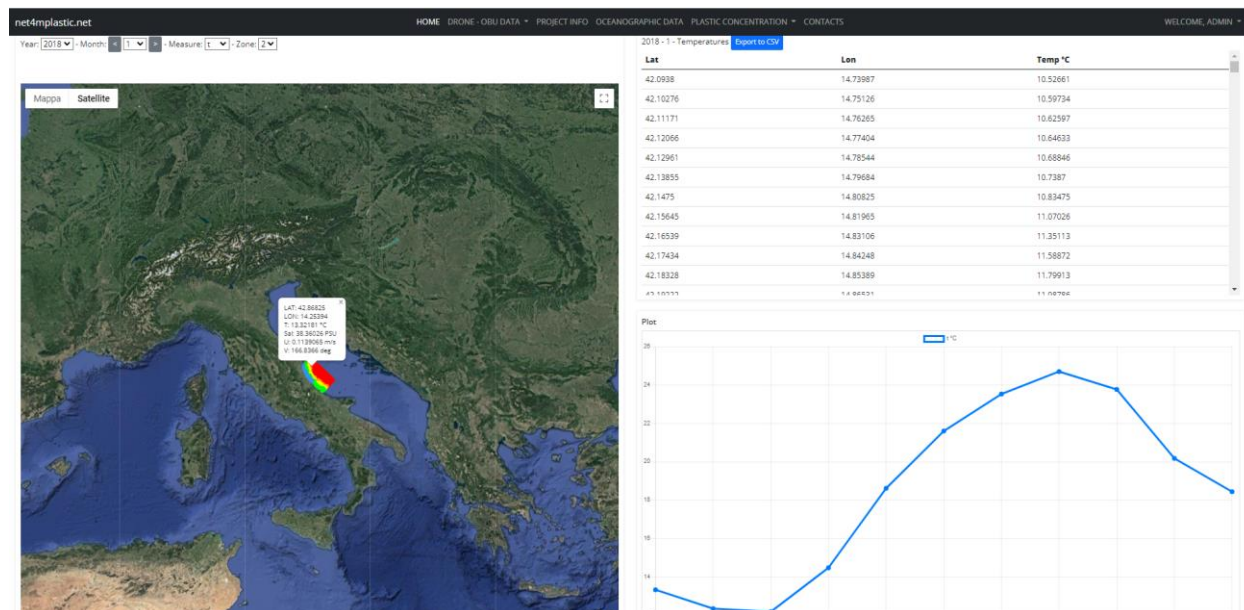 net4mplastic.net
HOME DRONE - OBU DATA PROJECT INFO OCEANOGRAPHIC DATA PLASTIC CONCENTRATION CONTACTS
WELCOME, ADMIN
Year: 2018 - Month: < 1 > - Measure: t - Zone: 2
Mappa Satellite
LAT: 42.86825
LON: 14.25394
T: 13.32181 °C
Sal: 38.36026 PSU
U: 0.1139068 m/s
V: 166.8366 deg
2018 - 1 - Temperatures Export to CSV
Lat Lon Temp °C
42.0938 14.73987 10.52661
42.10276 14.75126 10.59734
42.11171 14.76265 10.62597
42.12066 14.77404 10.64633
42.12961 14.78544 10.68846
42.13855 14.79684 10.7387
42.1475 14.80825 10.83475
42.15645 14.81965 11.07026
42.16539 14.83106 11.35113
42.17434 14.84248 11.58872
42.18328 14.85389 11.79913
Plot
t °C
26
24
22
20
18
16
14